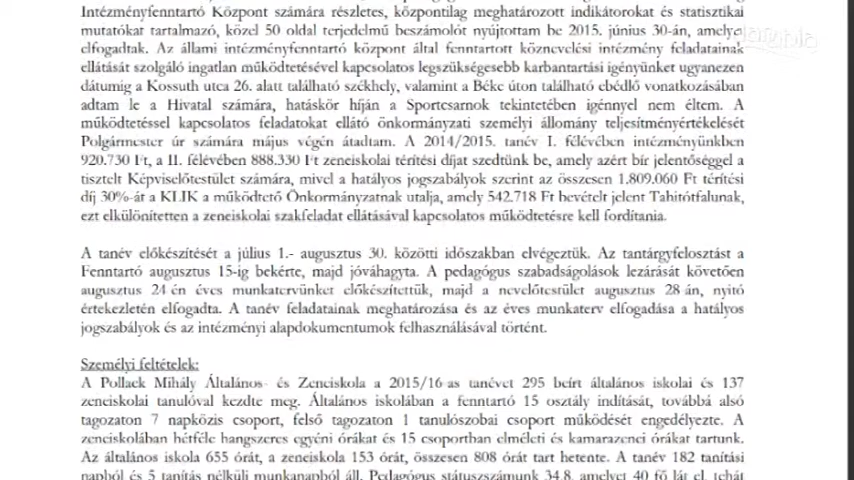 Intézményfenntartó Központ számára részletes, központilag meghatározott indikátorokat és statisztikai
mutatókat tartalmazó, közel 50 oldal terjedelmű beszámolót nyújtottam be 2015. június 30-án, amelyet
elfogadtak. Az állami intézményfenntartó központ által fenntartott köznevelési intézmény feladatainak
ellátását szolgáló ingatlan működtetésével kapcsolatos legszükségesebb karbantartási igényünket ugyanezen
dátumig a Kossuth utca 26. alatt található székhely, valamint a Béke úton található ebédlő vonatkozásában
adtam le a Hivatal számára, hatáskör híján a Sportcsarnok tekintetében igénnyel nem éltem. A
működtetéssel kapcsolatos feladatokat ellátó önkormányzati személyi állomány teljesítményértékelését
Polgármester úr számára május végén átadtam. A 2014/2015. tanév I. félévében intézményünkben
920.730 Ft, a II. félévében 888.330 Ft zeneiskolai térítési díjat szedtünk be, amely azért bír jelentőséggel a
tisztelt Képviselőtestület számára, mivel a hatályos jogszabályok szerint az összesen 1.809.060 Ft térítési
díj 30%-át a KLIK a működtető Önkormányzatnak utalja, amely 542.718 Ft bevételt jelent Tahitótfalunak,
ezt elkülönítetten a zeneiskolai szakfeladat ellátásával kapcsolatos működtetésre kell fordítania.
A tanév előkészítését a július 1.- augusztus 30. közötti időszakban elvégeztük. Az tantárgyfelosztást a
Fenntartó augusztus 15-ig bekérte, majd jóváhagyta. A pedagógus szabadságolások lezárását követően
augusztus 24-én éves munkatervünket előkészítettük, majd a nevelőtestület augusztus 28-án, nyitó
értekezletén elfogadta. A tanév feladatainak meghatározása és az éves munkaterv elfogadása a hatályos
jogszabályok és az intézményi alapdokumentumok felhasználásával történt.
Személyi feltételek:
A Pollack Mihály Általános- és Zeneiskola a 2015/16-as tanévet 295 beírt általános iskolai és 137
zeneiskolai tanulóval kezdte meg. Általános iskolában a fenntartó 15 osztály indítását, továbbá alsó
tagozaton 7 napközis csoport, felső tagozaton 1 tanulószobai csoport működését engedélyezte. A
zeneiskolában hétféle hangszeres egyéni órákat és 15 csoportban elméleti és kamarazenei órákat tartunk.
Az általános iskola 655 órát, a zeneiskola 153 órát, összesen 808 órát tart hetente. A tanév 182 tanítási
napból és 5 tanítás nélküli munkanapból áll. Pedagógus státuszszámunk 34,8, amelyet 40 fő lát el, tehát